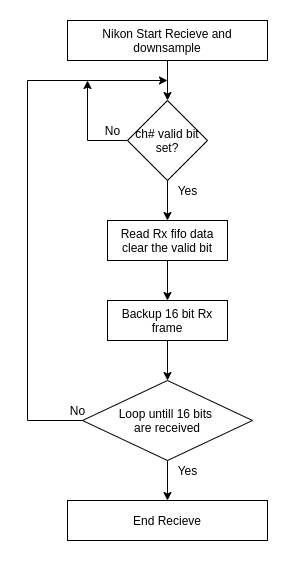 Nikon Start Recieve and
downsample
No
ch# valid bit
set?
Yes
Read Rx fifo data
clear the valid bit
Backup 16 bit Rx
frame
No
Loop untill 16 bits
are received
Yes
End Recieve